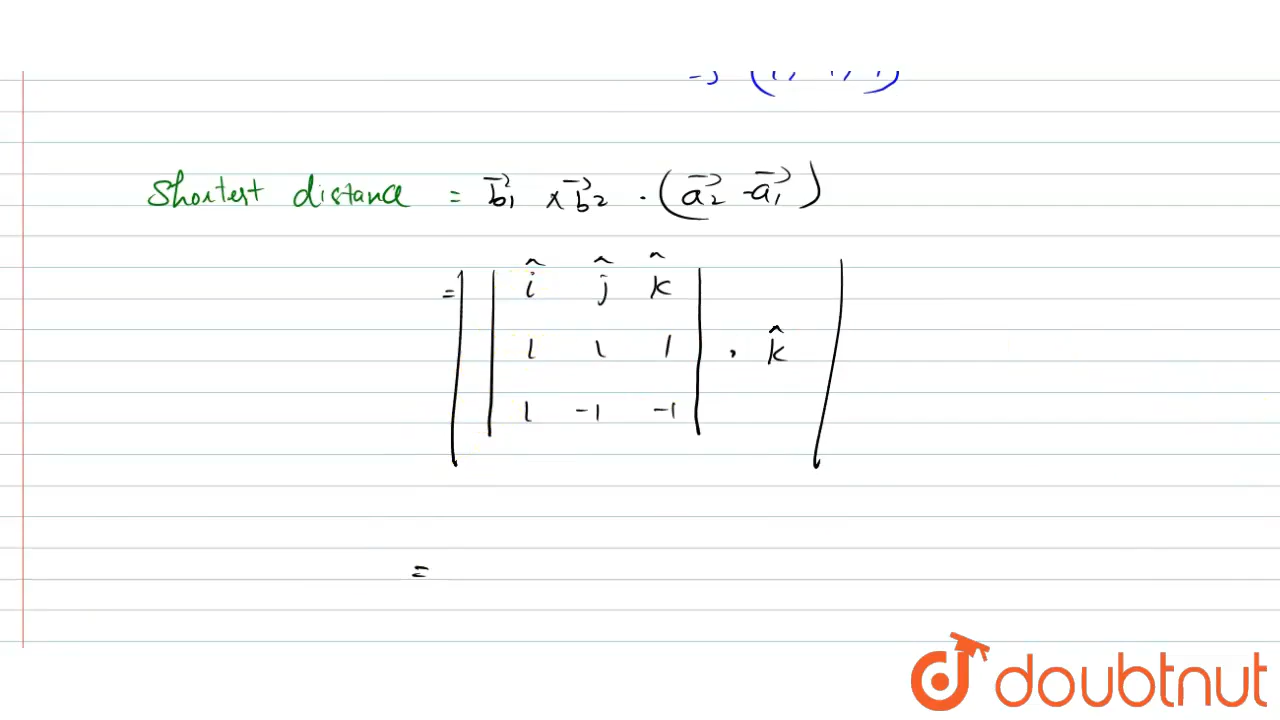 Shortest distance = b₁⃗ × b₂⃗ · (a₂⃗ - a₁⃗)
= | | î ĵ k̂
1 1 1 | · k̂ |
1 -1 -1
=
doubtnut